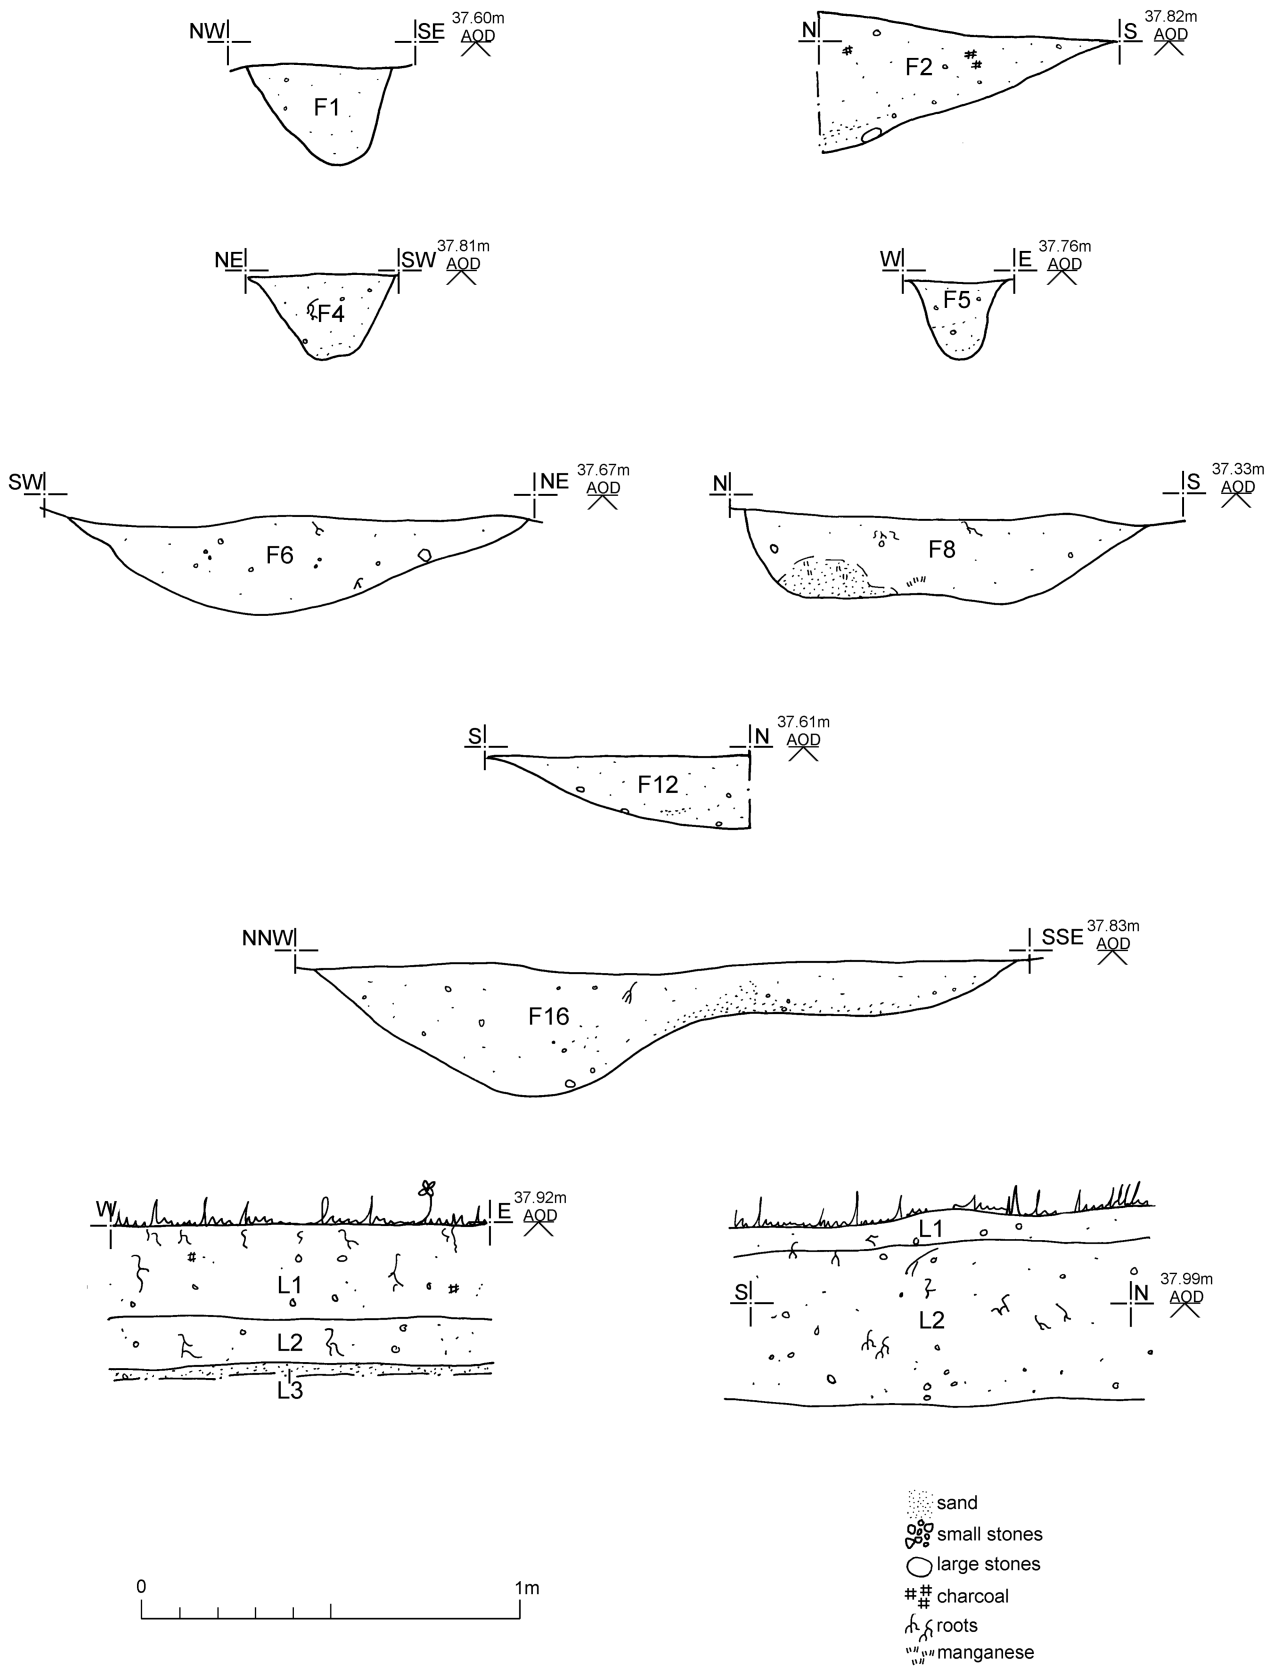 NW SE 37.60m AOD
F1
N S 37.82m AOD
F2
NE SW 37.81m AOD
F4
W E 37.76m AOD
F5
SW NE 37.67m AOD
F6
N S 37.33m AOD
F8
S N 37.61m AOD
F12
NNW SSE 37.83m AOD
F16
W E 37.92m AOD
L1
L2
L3
L1
S N 37.99m AOD
L2
sand
small stones
large stones
charcoal
roots
manganese
0 1m